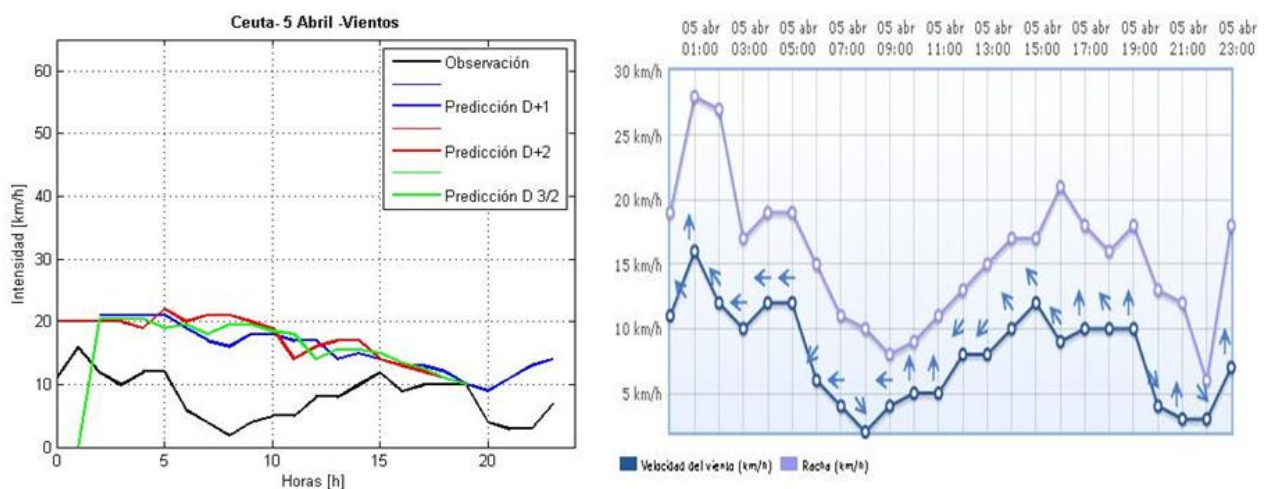 Ceuta- 5 Abril -Vientos
Observación
Predicción D+1
Predicción D+2
Predicción D 3/2
Intensidad [km/h]
60
50
40
30
20
10
0
0 5 10 15 20
Horas [h]
05 abr 05 abr 05 abr 05 abr 05 abr 05 abr 05 abr 05 abr 05 abr 05 abr 05 abr 05 abr
01:00 03:00 05:00 07:00 09:00 11:00 13:00 15:00 17:00 19:00 21:00 23:00
30 km/h
25 km/h
20 km/h
15 km/h
10 km/h
5 km/h
Velocidad del viento (km/h) Racha (km/h)